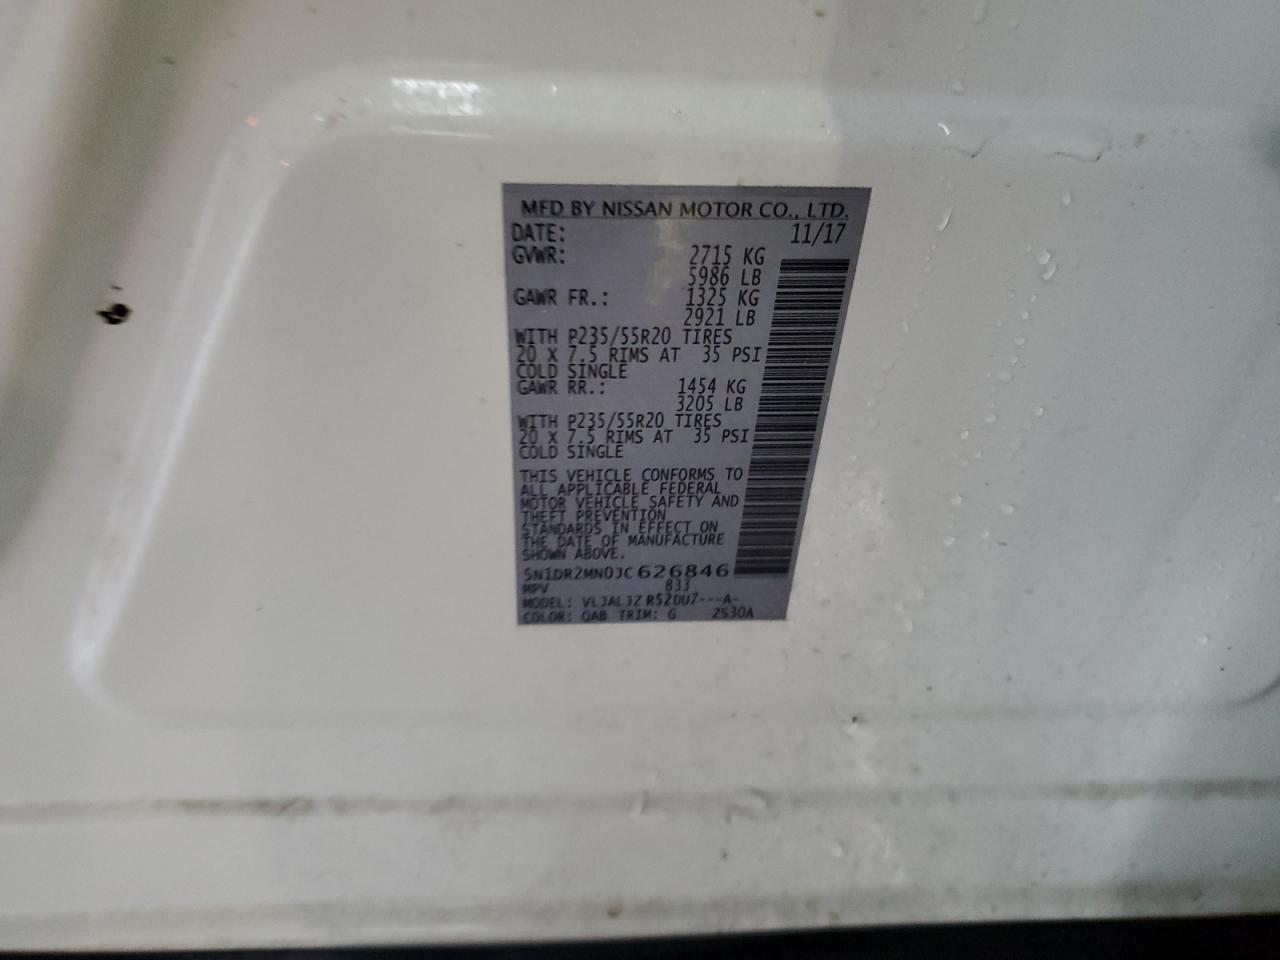 MFD BY NISSAN MOTOR CO., LTD.
DATE: 11/17
GVWR: 2715 KG
5986 LB
GAWR FR.: 1325 KG
2921 LB
WITH P235/55R20 TIRES
20 X 7.5 RIMS AT 35 PSI
COLD SINGLE
GAWR RR.: 1454 KG
3205 LB
WITH P235/55R20 TIRES
20 X 7.5 RIMS AT 35 PSI
COLD SINGLE
THIS VEHICLE CONFORMS TO
ALL APPLICABLE FEDERAL
MOTOR VEHICLE SAFETY AND
THEFT PREVENTION
STANDARDS IN EFFECT ON
THE DATE OF MANUFACTURE
SHOWN ABOVE.
5N1DR2MN0JC626846
MPV 833
MODEL: VLJALJZ R52DU7---A-
COLOR: QAB TRIM: G 2S30A